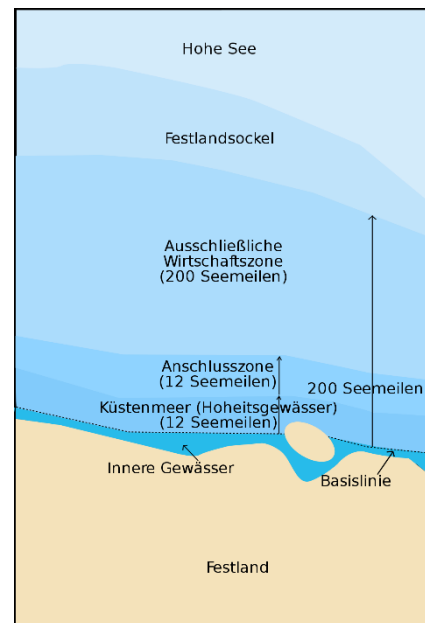 Hohe See
Festlandsockel
Ausschließliche
Wirtschaftszone
(200 Seemeilen)
Anschlusszone
(12 Seemeilen)
200 Seemeilen
Küstenmeer (Hoheitsgewässer)
(12 Seemeilen)
Innere Gewässer
Basislinie
Festland